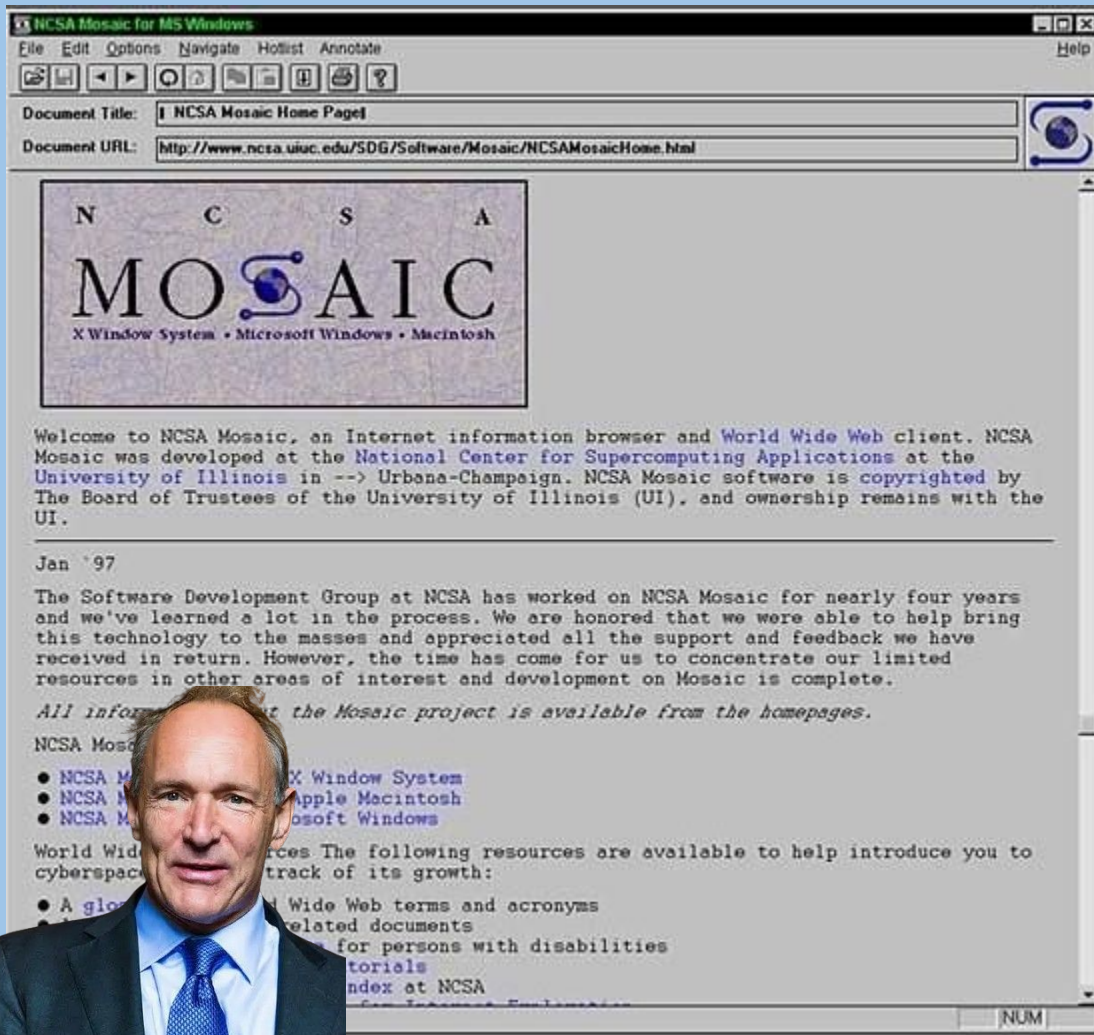 NCSA Mosaic for MS Windows
File Edit Options Navigate Hotlist Annotate Help
Document Title: NCSA Mosaic Home Page
Document URL: http://www.ncsa.uiuc.edu/SDG/Software/Mosaic/NCSAMosaicHome.html
N C S A
MOSAIC
X Window System • Microsoft Windows • Macintosh
Welcome to NCSA Mosaic, an Internet information browser and World Wide Web client. NCSA
Mosaic was developed at the National Center for Supercomputing Applications at the
University of Illinois in --> Urbana-Champaign. NCSA Mosaic software is copyrighted by
The Board of Trustees of the University of Illinois (UI), and ownership remains with the
UI.
Jan `97
The Software Development Group at NCSA has worked on NCSA Mosaic for nearly four years
and we've learned a lot in the process. We are honored that we were able to help bring
this technology to the masses and appreciated all the support and feedback we have
received in return. However, the time has come for us to concentrate our limited
resources in other areas of interest and development on Mosaic is complete.
All the Mosaic project is available from the homepages.
NCSA
NCSA X Window System
NCSA Apple Macintosh
NCSA Windows
World The following resources are available to help introduce you to
track of its growth:
A Wide Web terms and acronyms
documents
for persons with disabilities
at NCSA
NUM